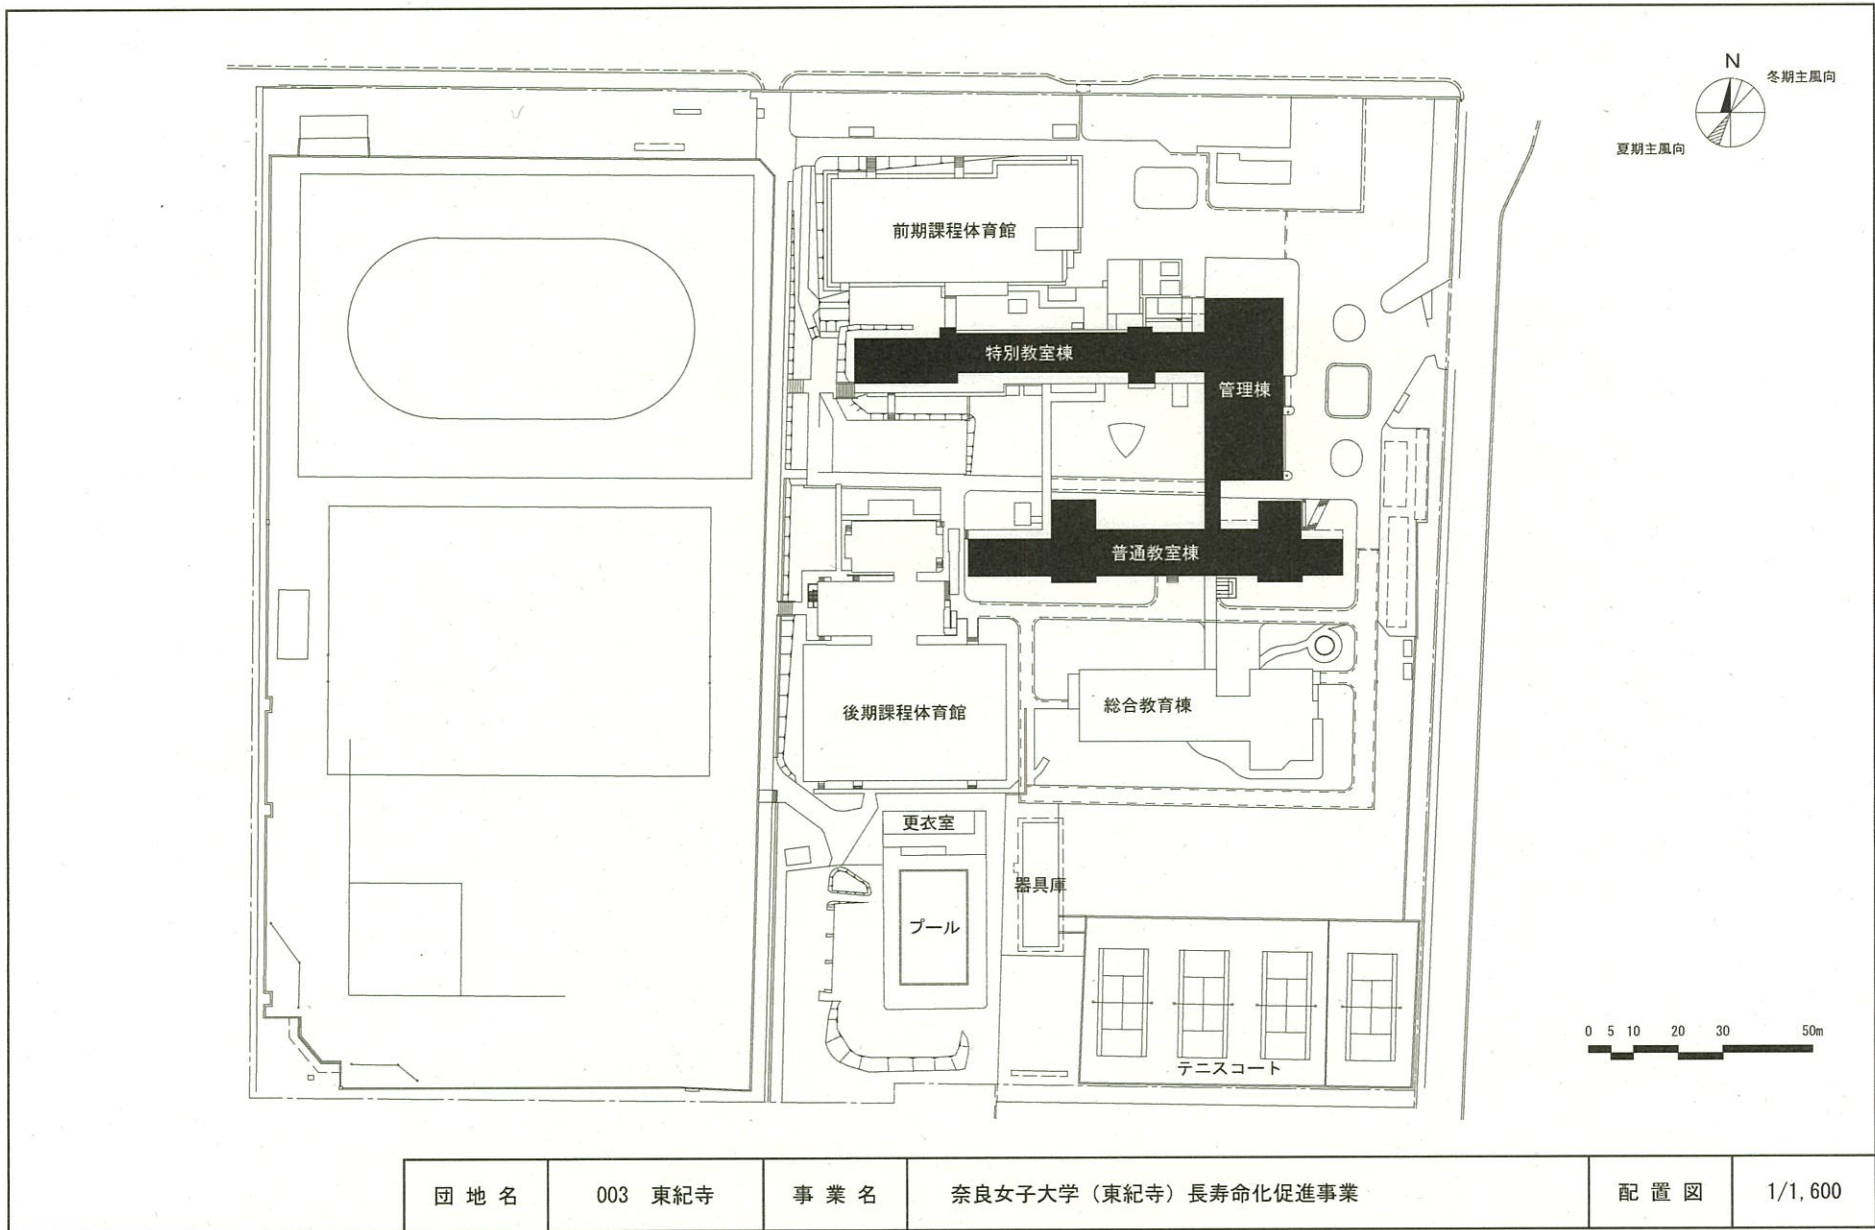 N
冬期主風向
夏期主風向
前期課程体育館
特別教室棟
管理棟
普通教室棟
後期課程体育館
総合教育棟
更衣室
器具庫
プール
テニスコート
0 5 10 20 30 50m
団地名 003 東紀寺 事業名 奈良女子大学(東紀寺)長寿命化促進事業 配置図 1/1,600